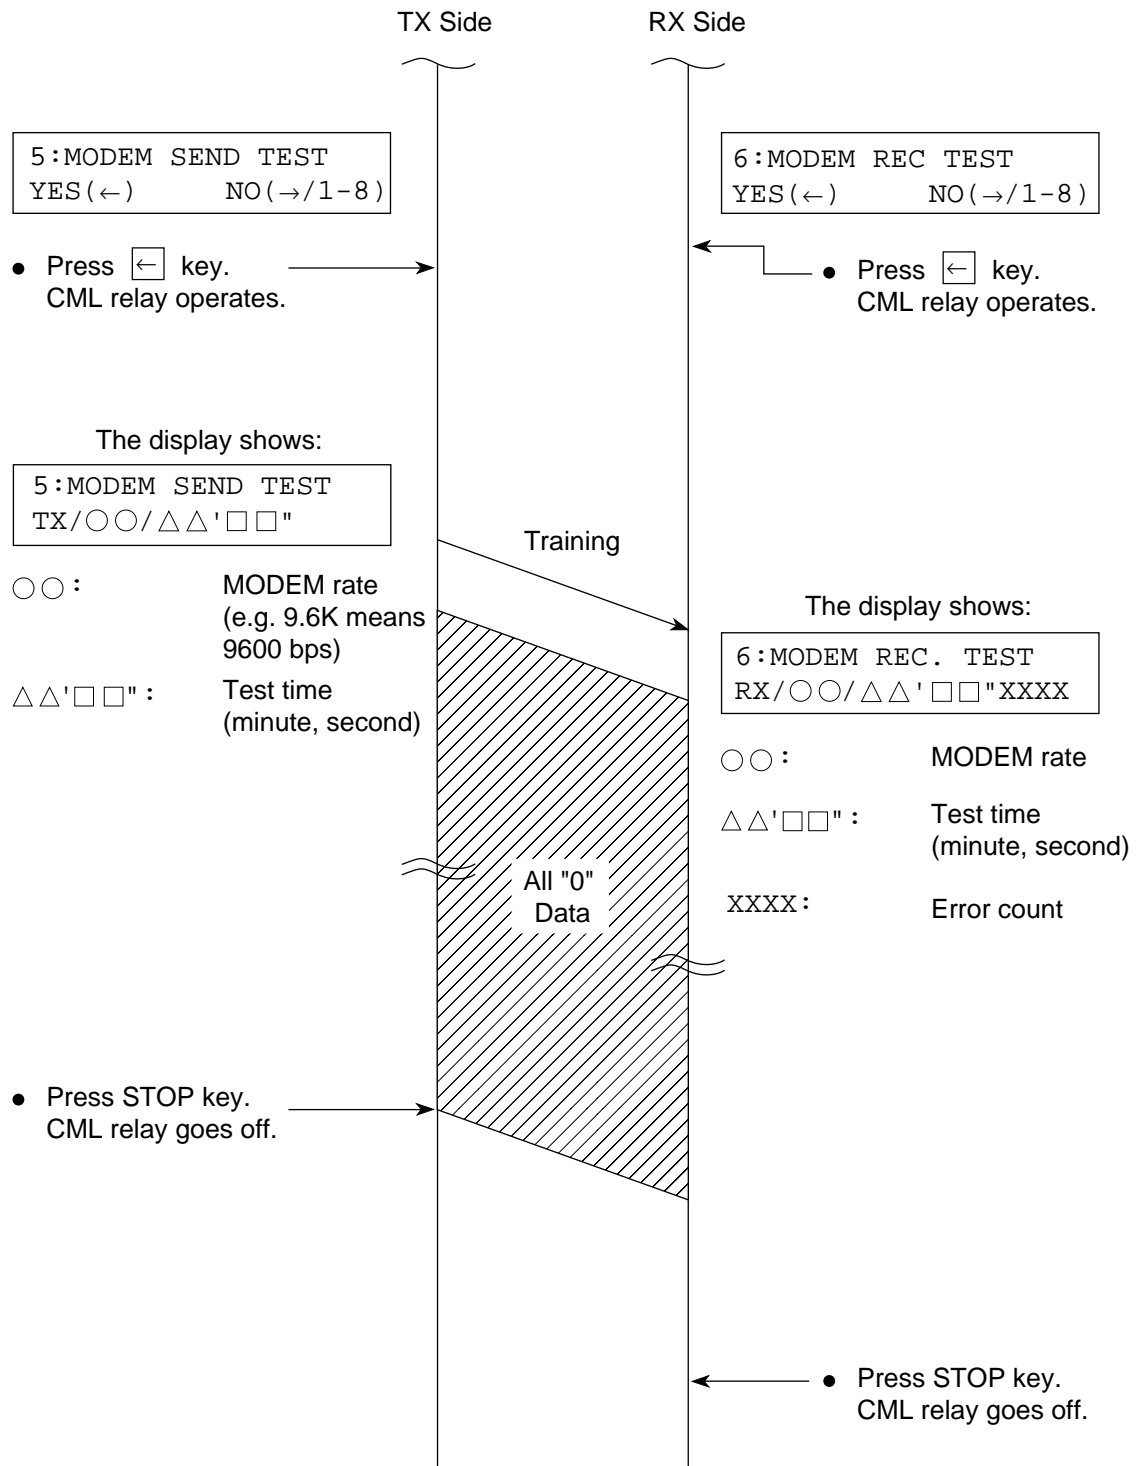 TX Side
RX Side
5:MODEM SEND TEST
YES(←) NO(→/1-8)
6:MODEM REC TEST
YES(←) NO(→/1-8)
● Press ← key.
CML relay operates.
● Press ← key.
CML relay operates.
The display shows:
5:MODEM SEND TEST
TX/○○/△△'□□"
Training
○○: MODEM rate
(e.g. 9.6K means
9600 bps)
△△'□□": Test time
(minute, second)
The display shows:
6:MODEM REC. TEST
RX/○○/△△'□□"XXXX
○○: MODEM rate
△△'□□": Test time
(minute, second)
XXXX: Error count
All "0"
Data
● Press STOP key.
CML relay goes off.
● Press STOP key.
CML relay goes off.